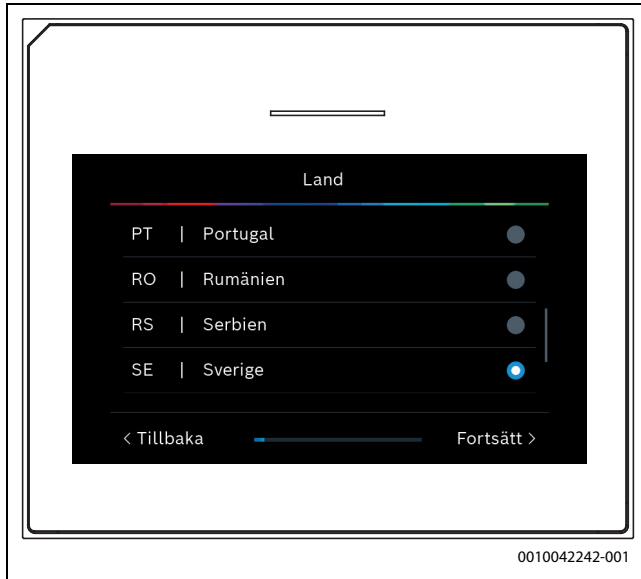 Land
PT | Portugal
RO | Rumänien
RS | Serbien
SE | Sverige
< Tillbaka Fortsätt >
0010042242-001